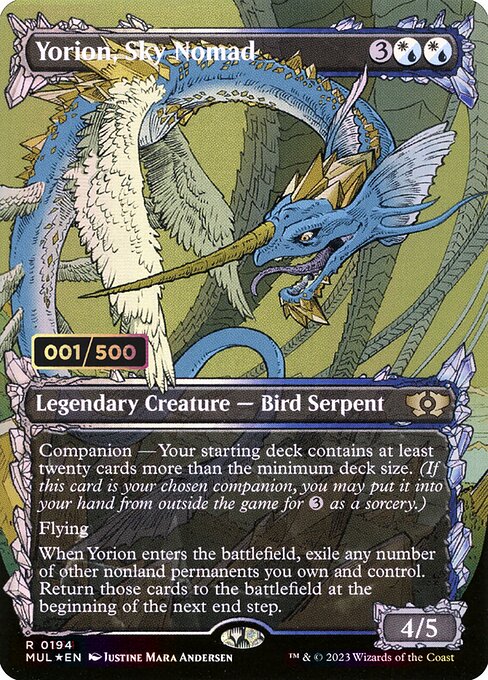 Yorion, Sky Nomad 3
001/500
Legendary Creature — Bird Serpent
Companion — Your starting deck contains at least
twenty cards more than the minimum deck size. (If
this card is your chosen companion, you may put it into
your hand from outside the game for 3 as a sorcery.)
Flying
When Yorion enters the battlefield, exile any number
of other nonland permanents you own and control.
Return those cards to the battlefield at the
beginning of the next end step.
4/5
R 0194
MUL★EN Justine Mara Andersen
™ & © 2023 Wizards of the Coast